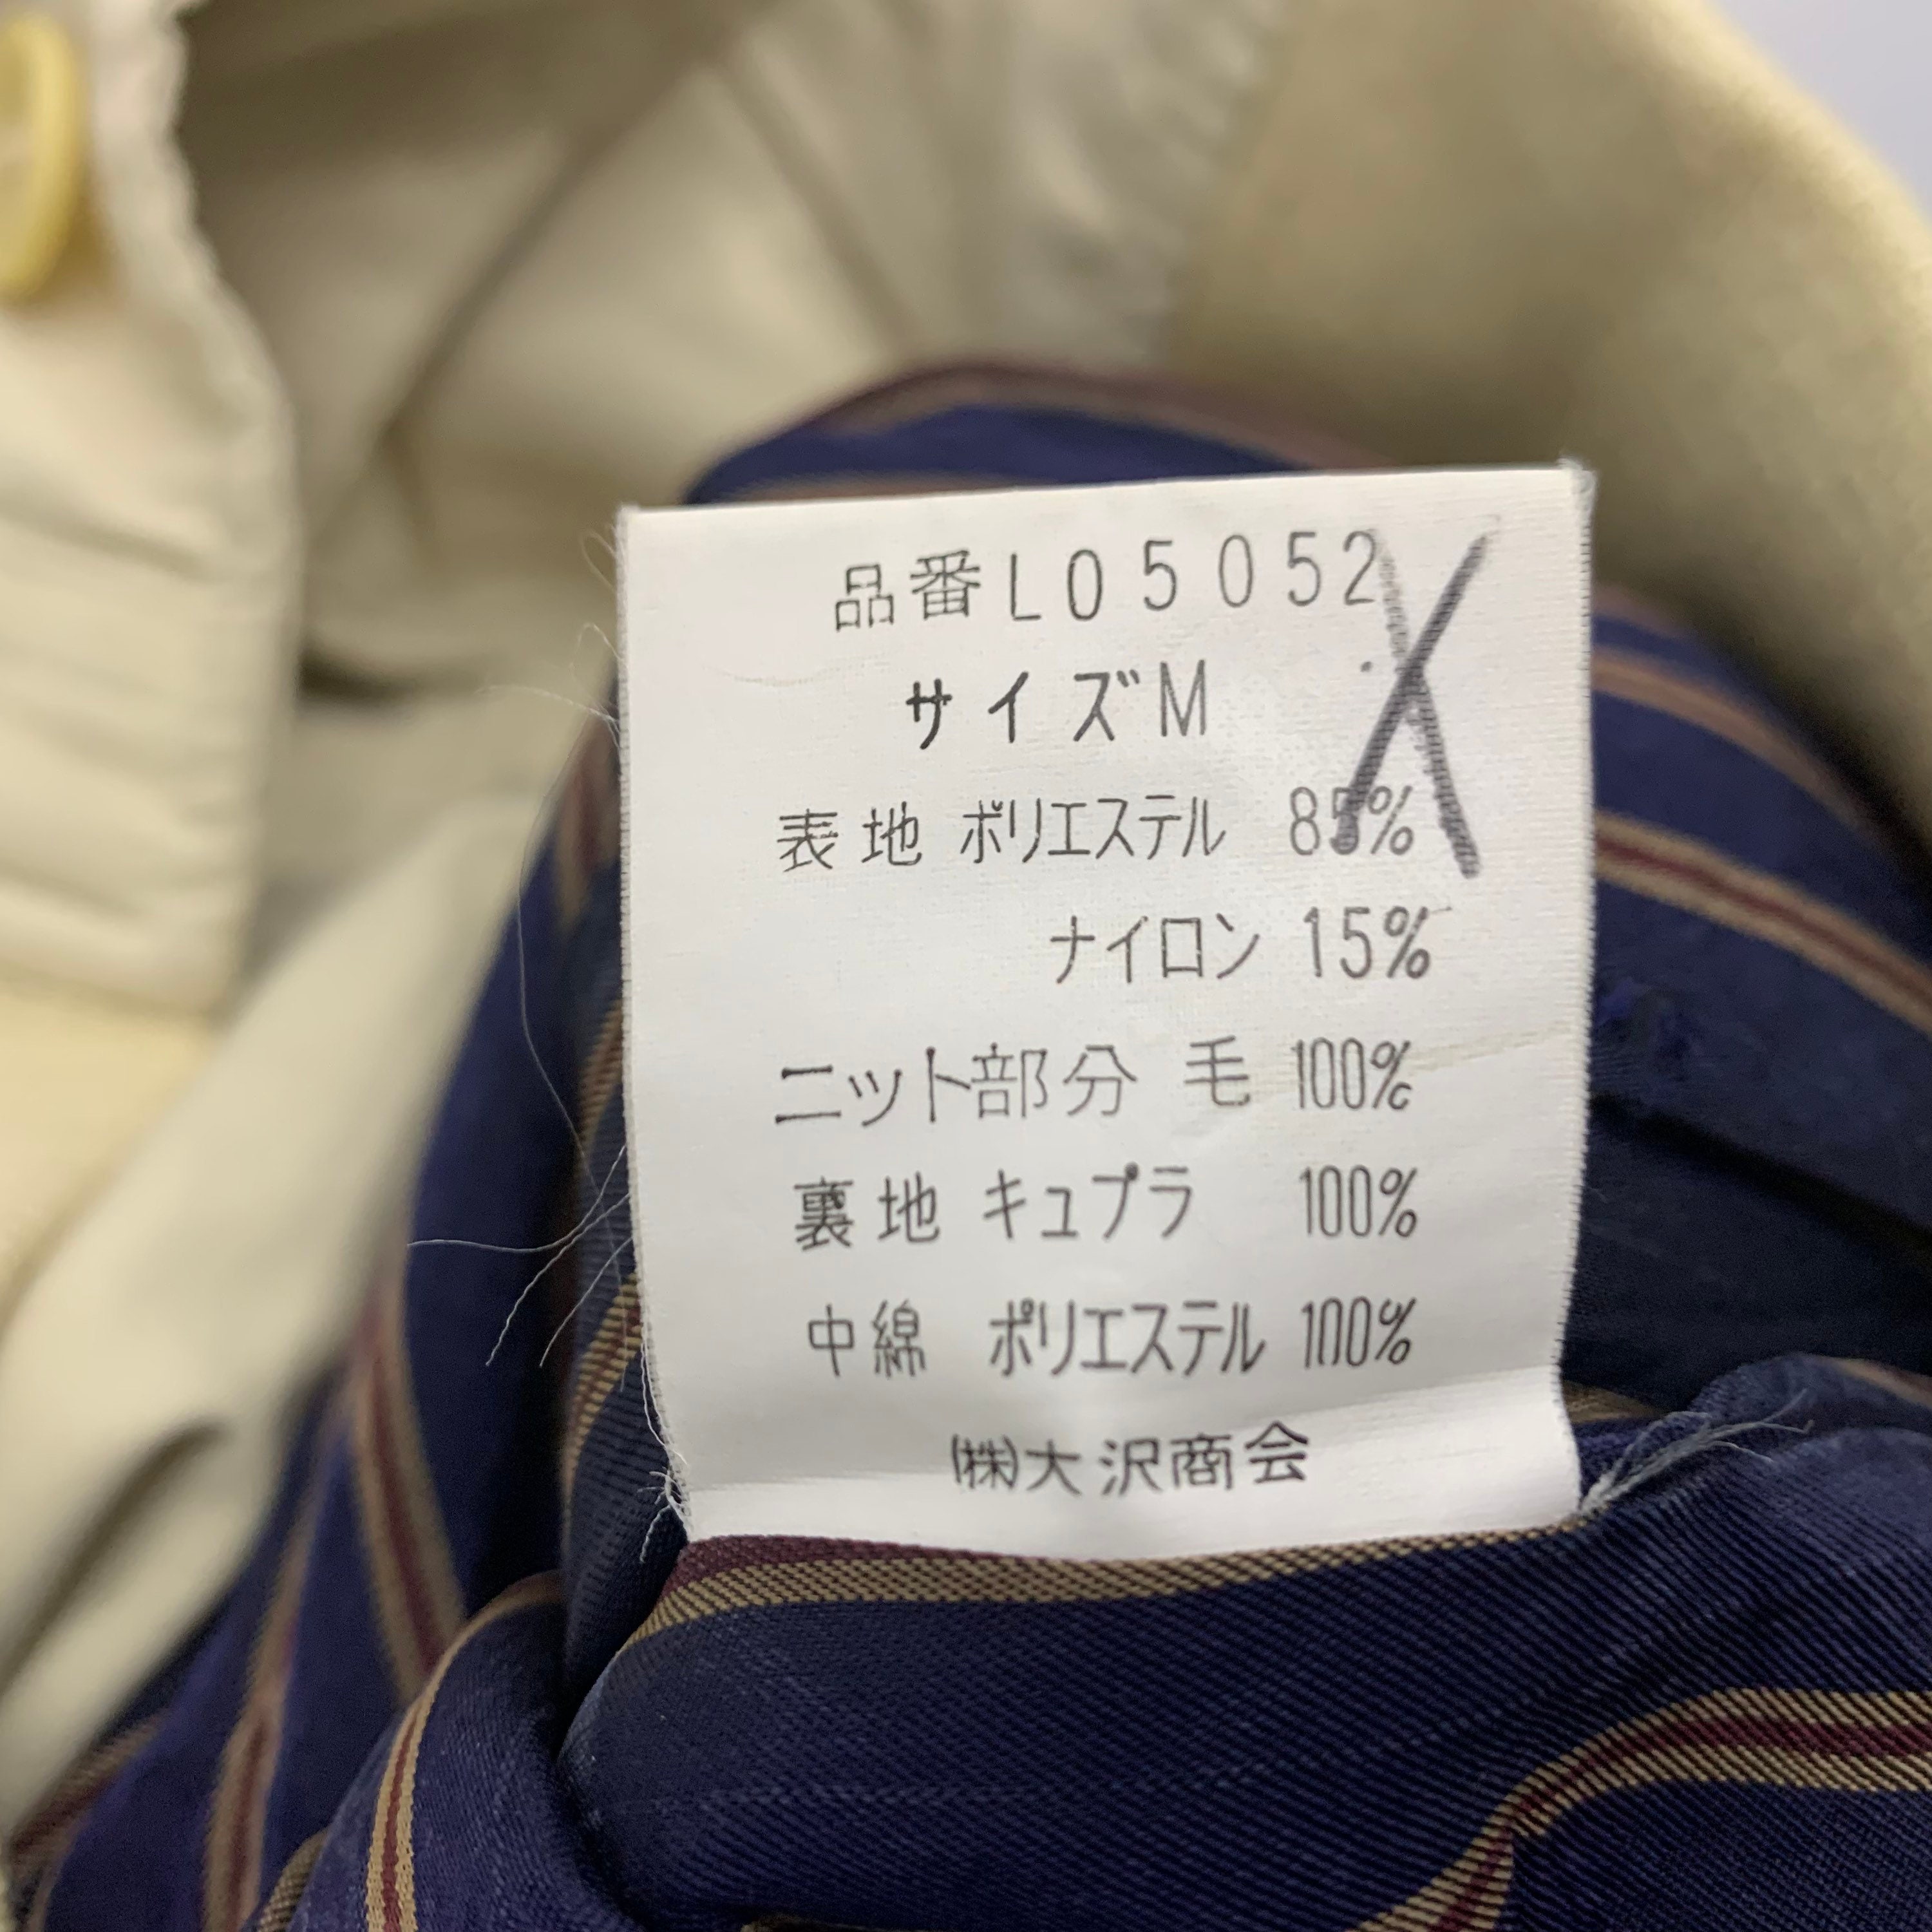 品番L05052
サイズM
表地 ポリエステル 85%
ナイロン 15%
ニット部分 毛 100%
裏地 キュプラ 100%
中綿 ポリエステル 100%
㈱大沢商会